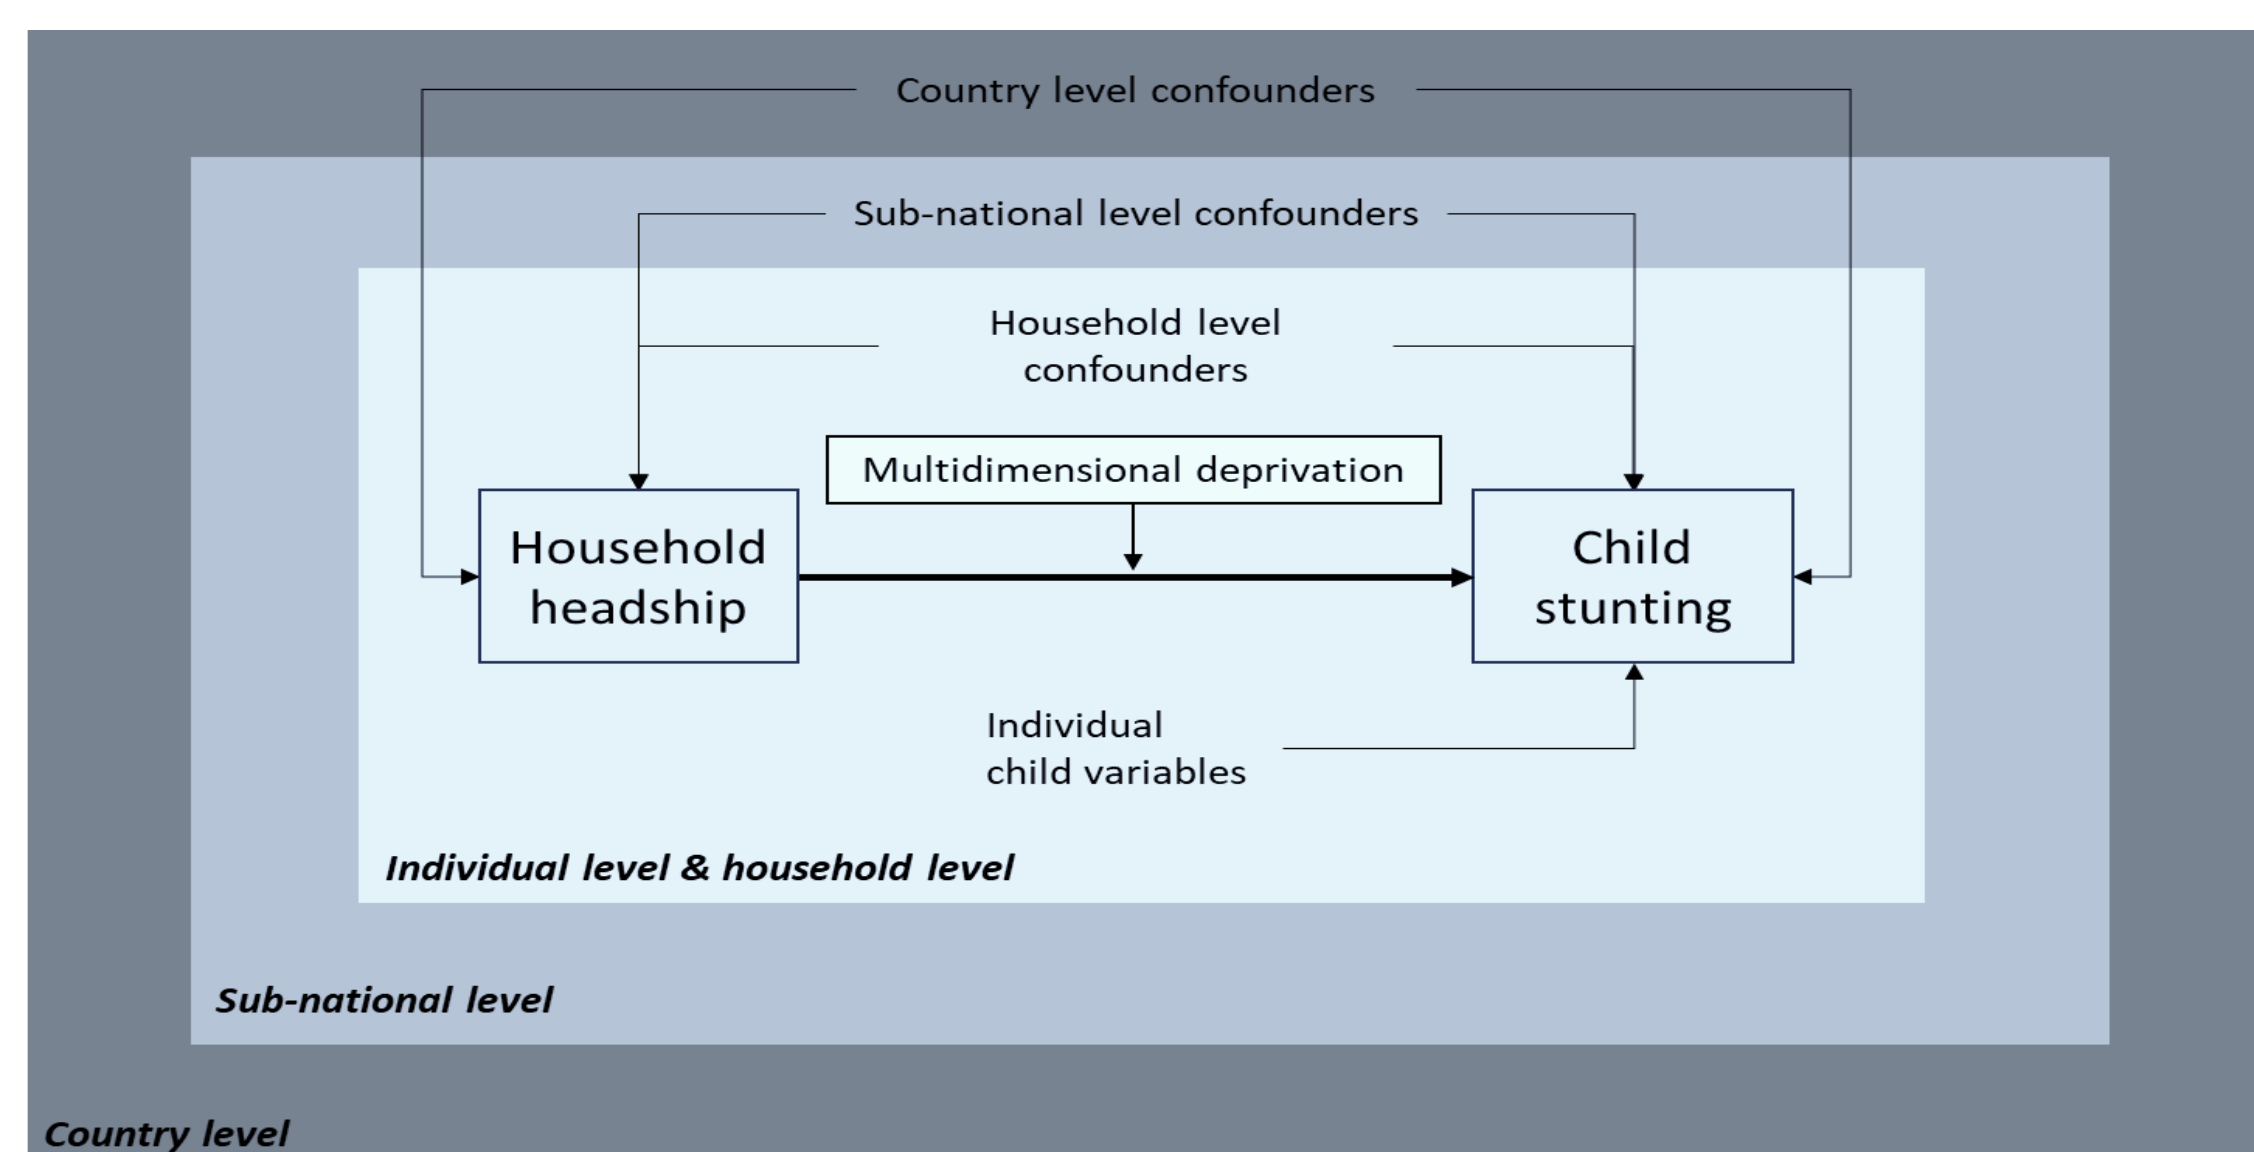 Country level confounders
Sub-national level confounders
Household level
confounders
Multidimensional deprivation
Household
headship
Child
stunting
Individual
child variables
Individual level & household level
Sub-national level
Country level